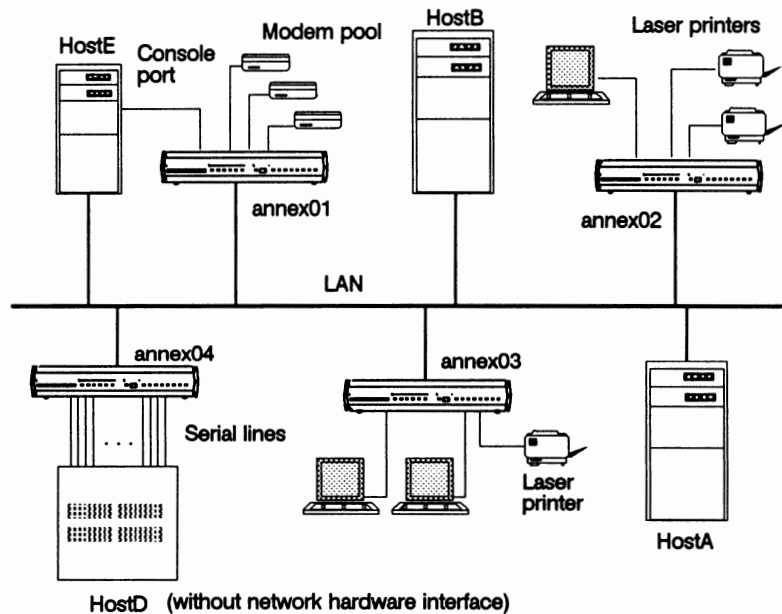 HostE
Console
port
Modem pool
HostB
Laser printers
annex01
annex02
LAN
annex04
annex03
Serial lines
Laser
printer
HostA
HostD (without network hardware interface)